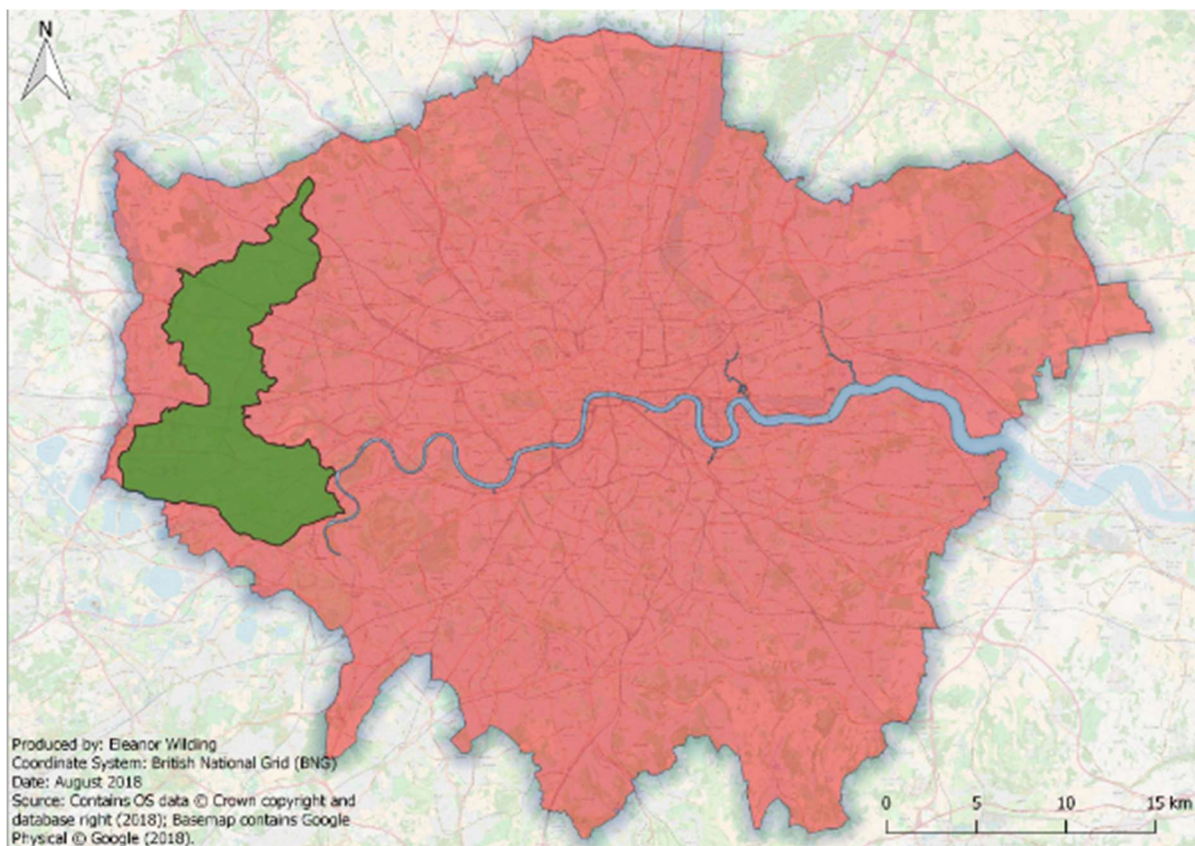 N
Produced by: Eleanor Wilding
Coordinate System: British National Grid (BNG)
Date: August 2018
Source: Contains OS data © Crown copyright and
database right (2018); Basemap contains Google
Physical © Google (2018).
0 5 10 15 km